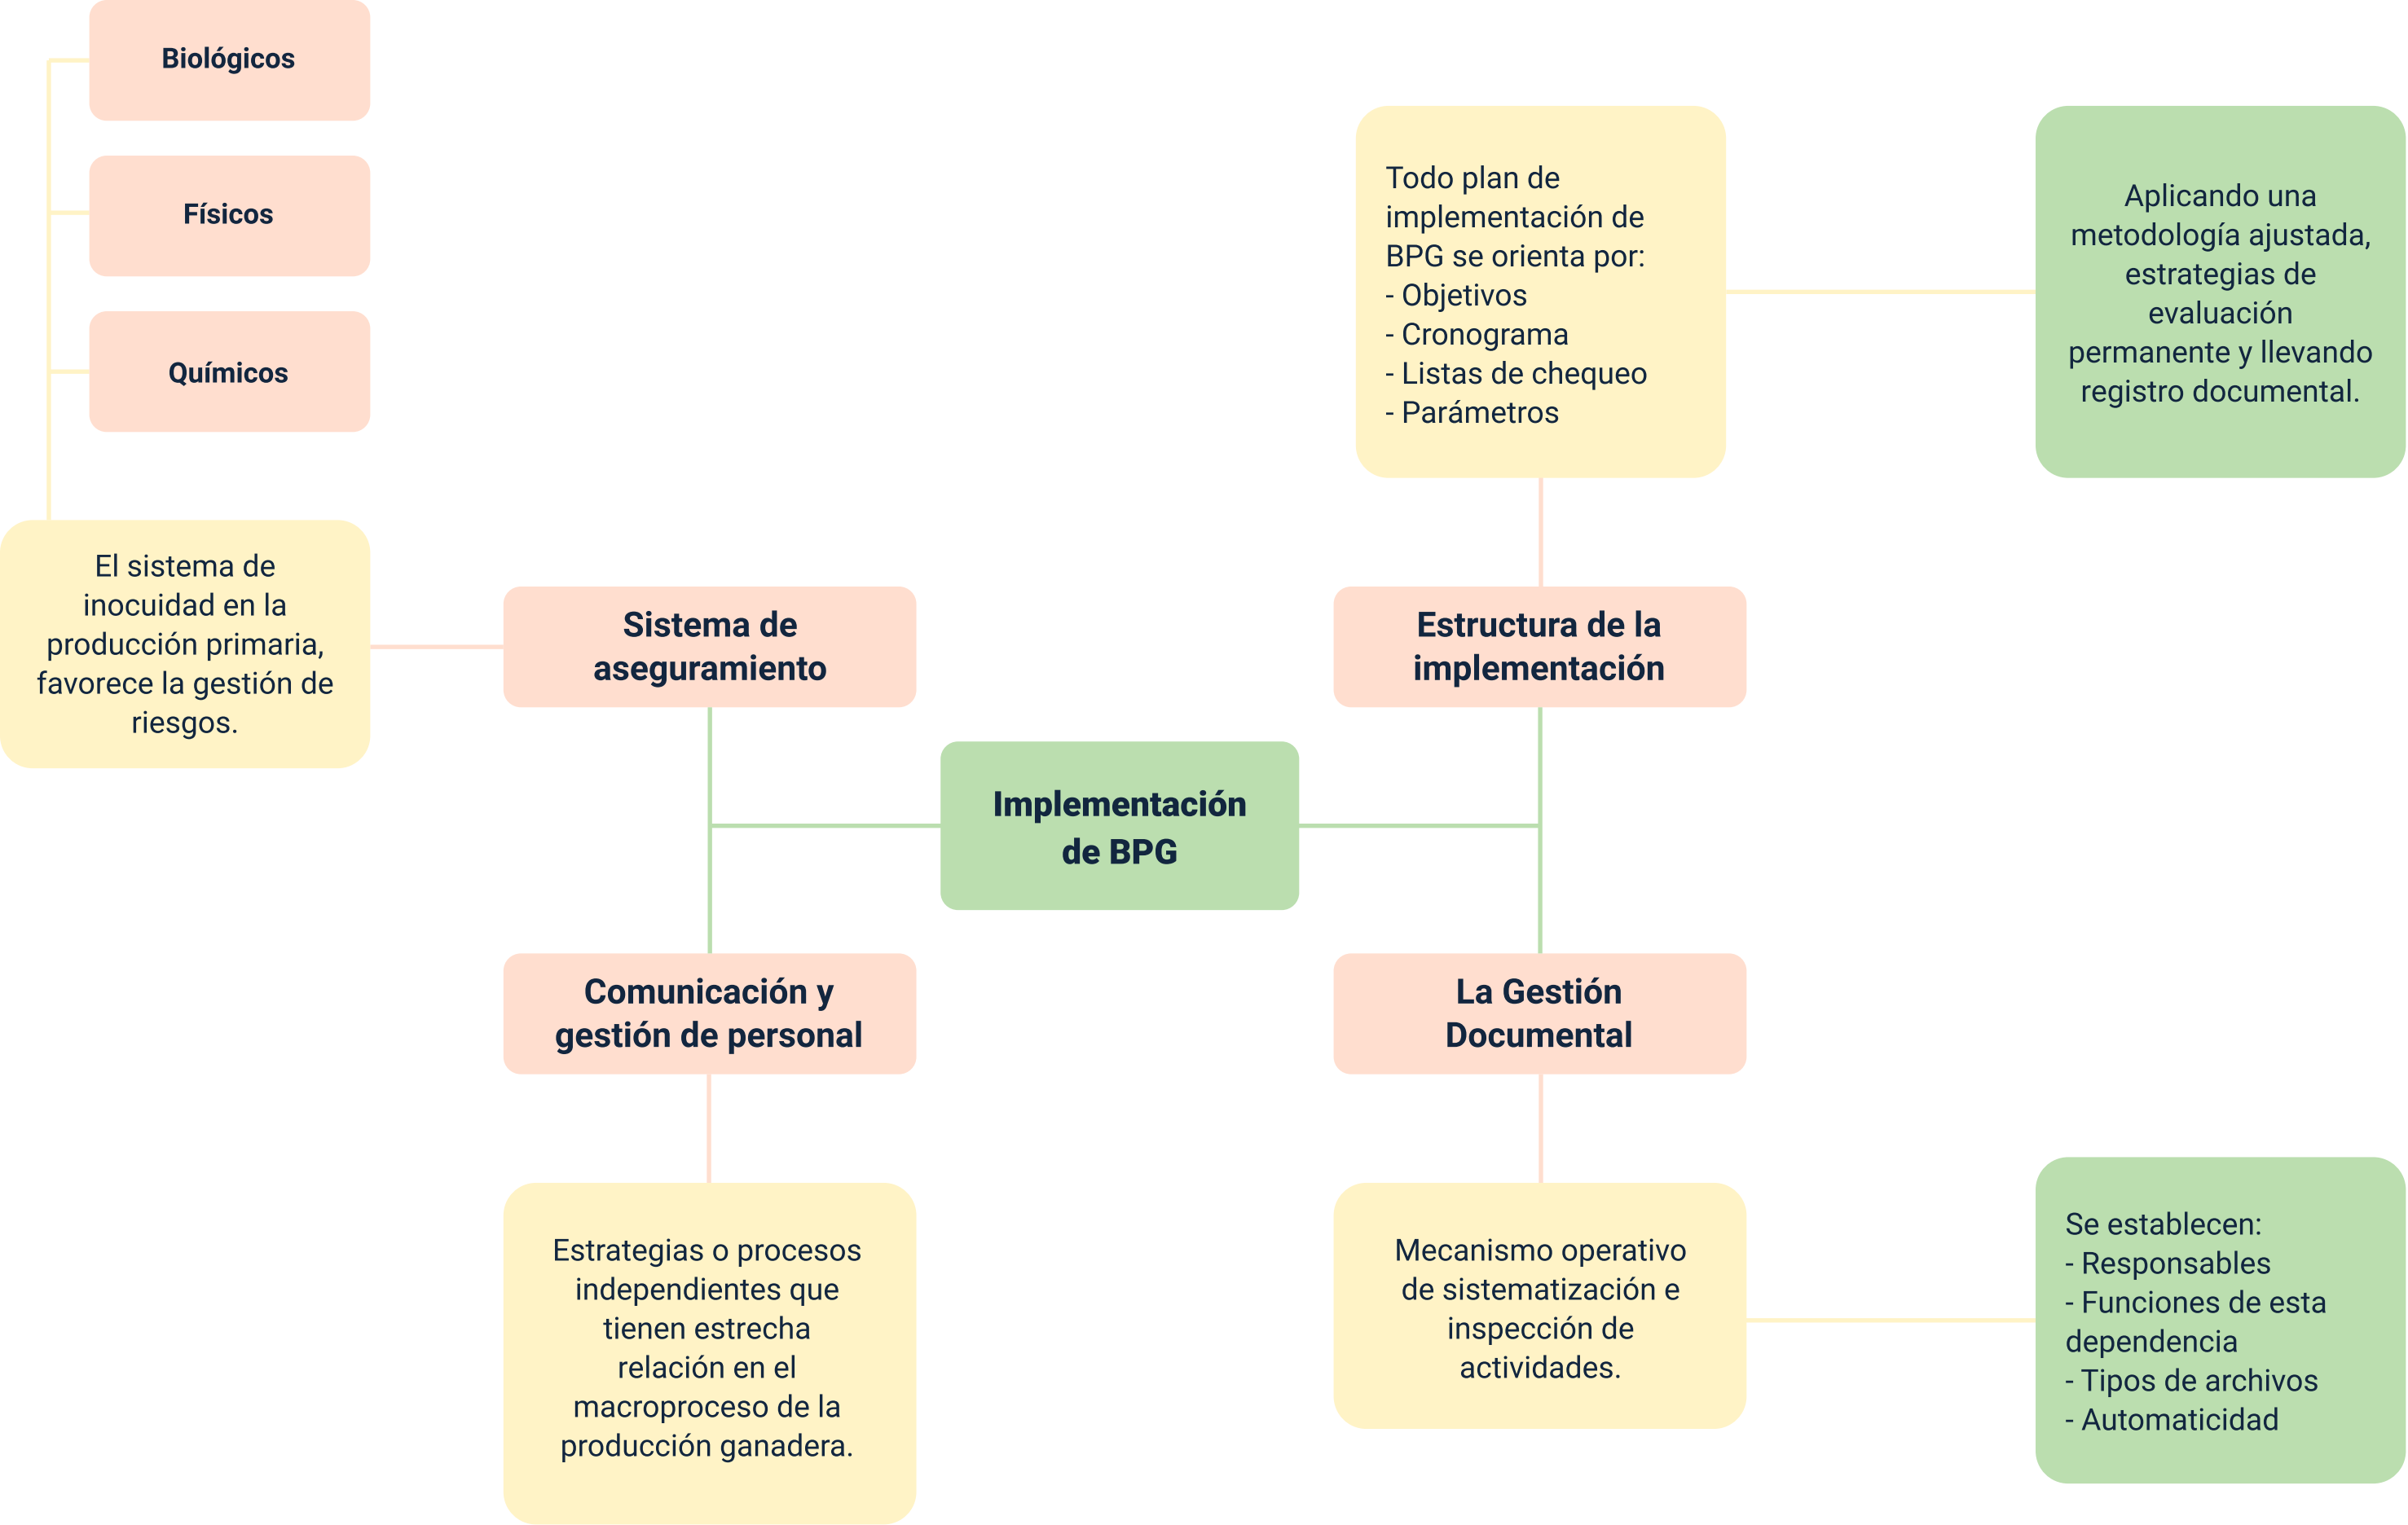 Biológicos
Físicos
Químicos
El sistema de
inocuidad en la
producción primaria,
favorece la gestión de
riesgos.
Sistema de
aseguramiento
Todo plan de
implementación de
BPG se orienta por:
- Objetivos
- Cronograma
- Listas de chequeo
- Parámetros
Aplicando una
metodología ajustada,
estrategias de
evaluación
permanente y llevando
registro documental.
Estructura de la
implementación
Implementación
de BPG
Comunicación y
gestión de personal
Estrategias o procesos
independientes que
tienen estrecha
relación en el
macroproceso de la
producción ganadera.
La Gestión
Documental
Mecanismo operativo
de sistematización e
inspección de
actividades.
Se establecen:
- Responsables
- Funciones de esta
dependencia
- Tipos de archivos
- Automaticidad